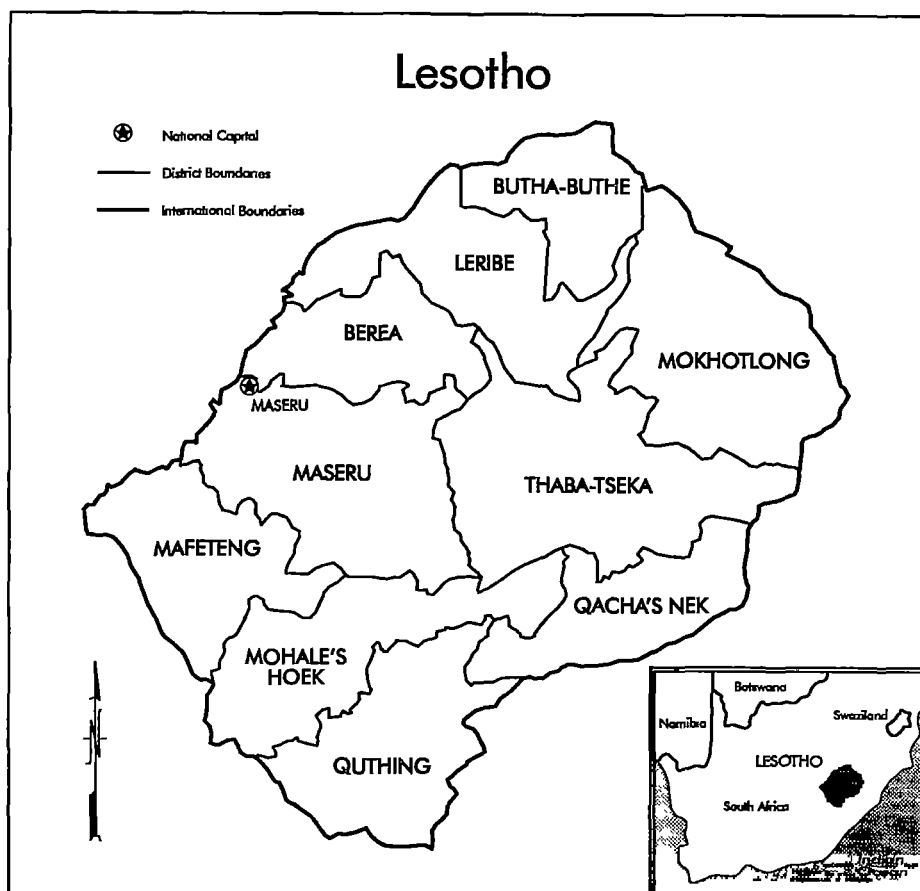 Lesotho
National Capital
District Boundaries
International Boundaries
BUTHA-BUTHE
LERIBE
BEREA
MOKHOTLONG
MASERU
MASERU
THABA-TSEKA
MAFETENG
QACHA'S NEK
MOHALE'S
HOEK
QUTHING
N
Botswana
Namibia
Swaziland
LESOTHO
South Africa
Indian
Ocean